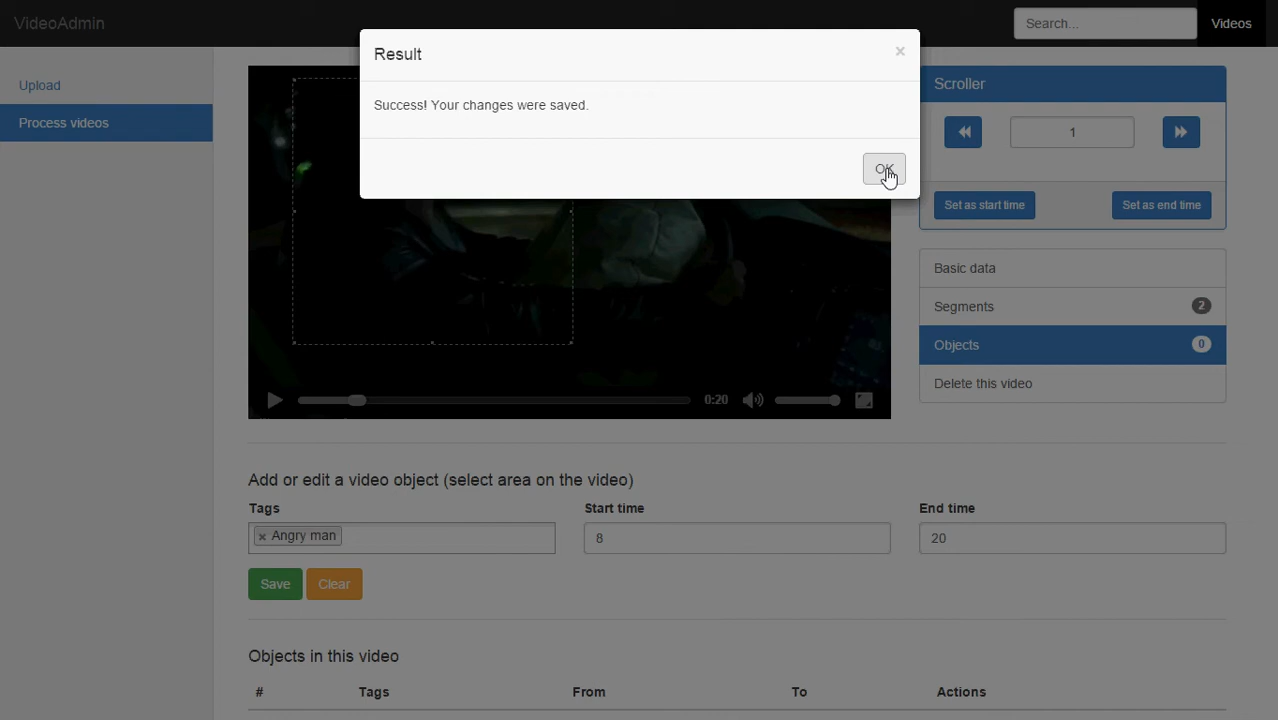 VideoAdmin
Search...
Videos
Upload
Process videos
Result
×
Success! Your changes were saved.
OK
Scroller
1
Set as start time
Set as end time
Basic data
Segments 2
Objects 0
Delete this video
0:20
Add or edit a video object (select area on the video)
Tags Start time End time
× Angry man 8 20
Save Clear
Objects in this video
# Tags From To Actions